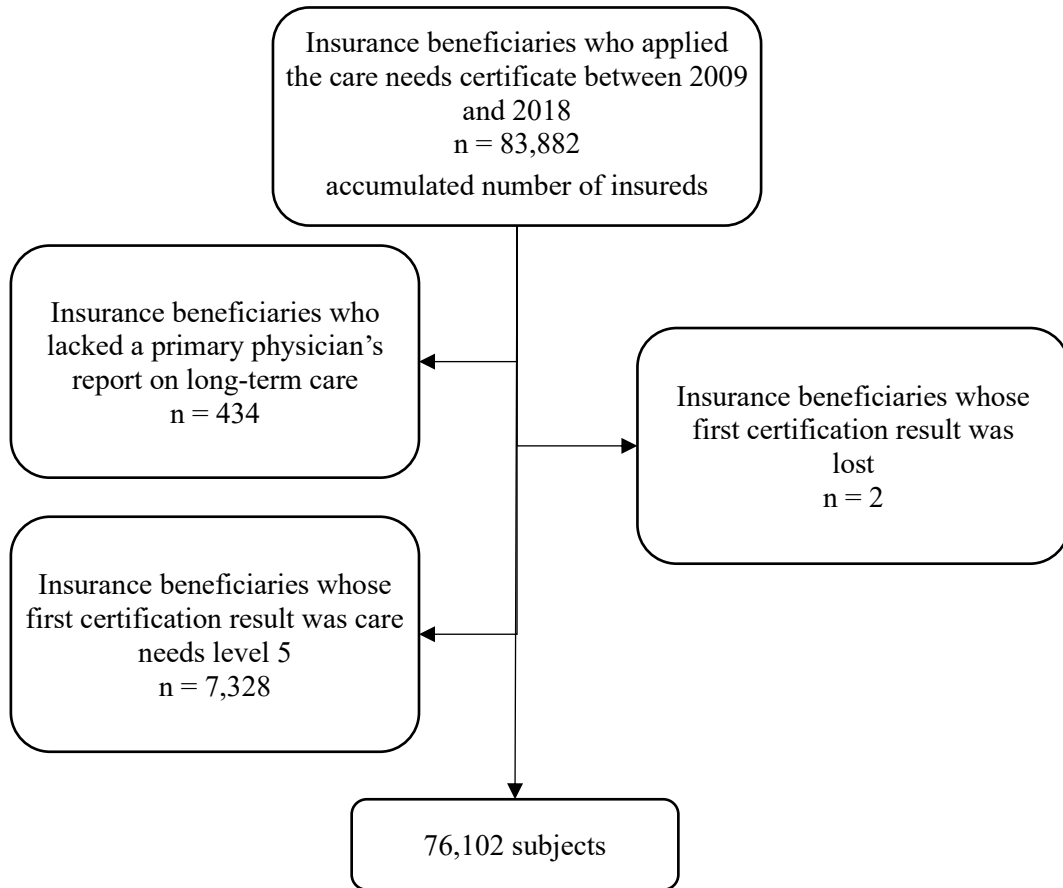 Insurance beneficiaries who applied
the care needs certificate between 2009
and 2018
n = 83,882
accumulated number of insureds
Insurance beneficiaries who
lacked a primary physician’s
report on long-term care
n = 434
Insurance beneficiaries whose
first certification result was
lost
n = 2
Insurance beneficiaries whose
first certification result was care
needs level 5
n = 7,328
76,102 subjects